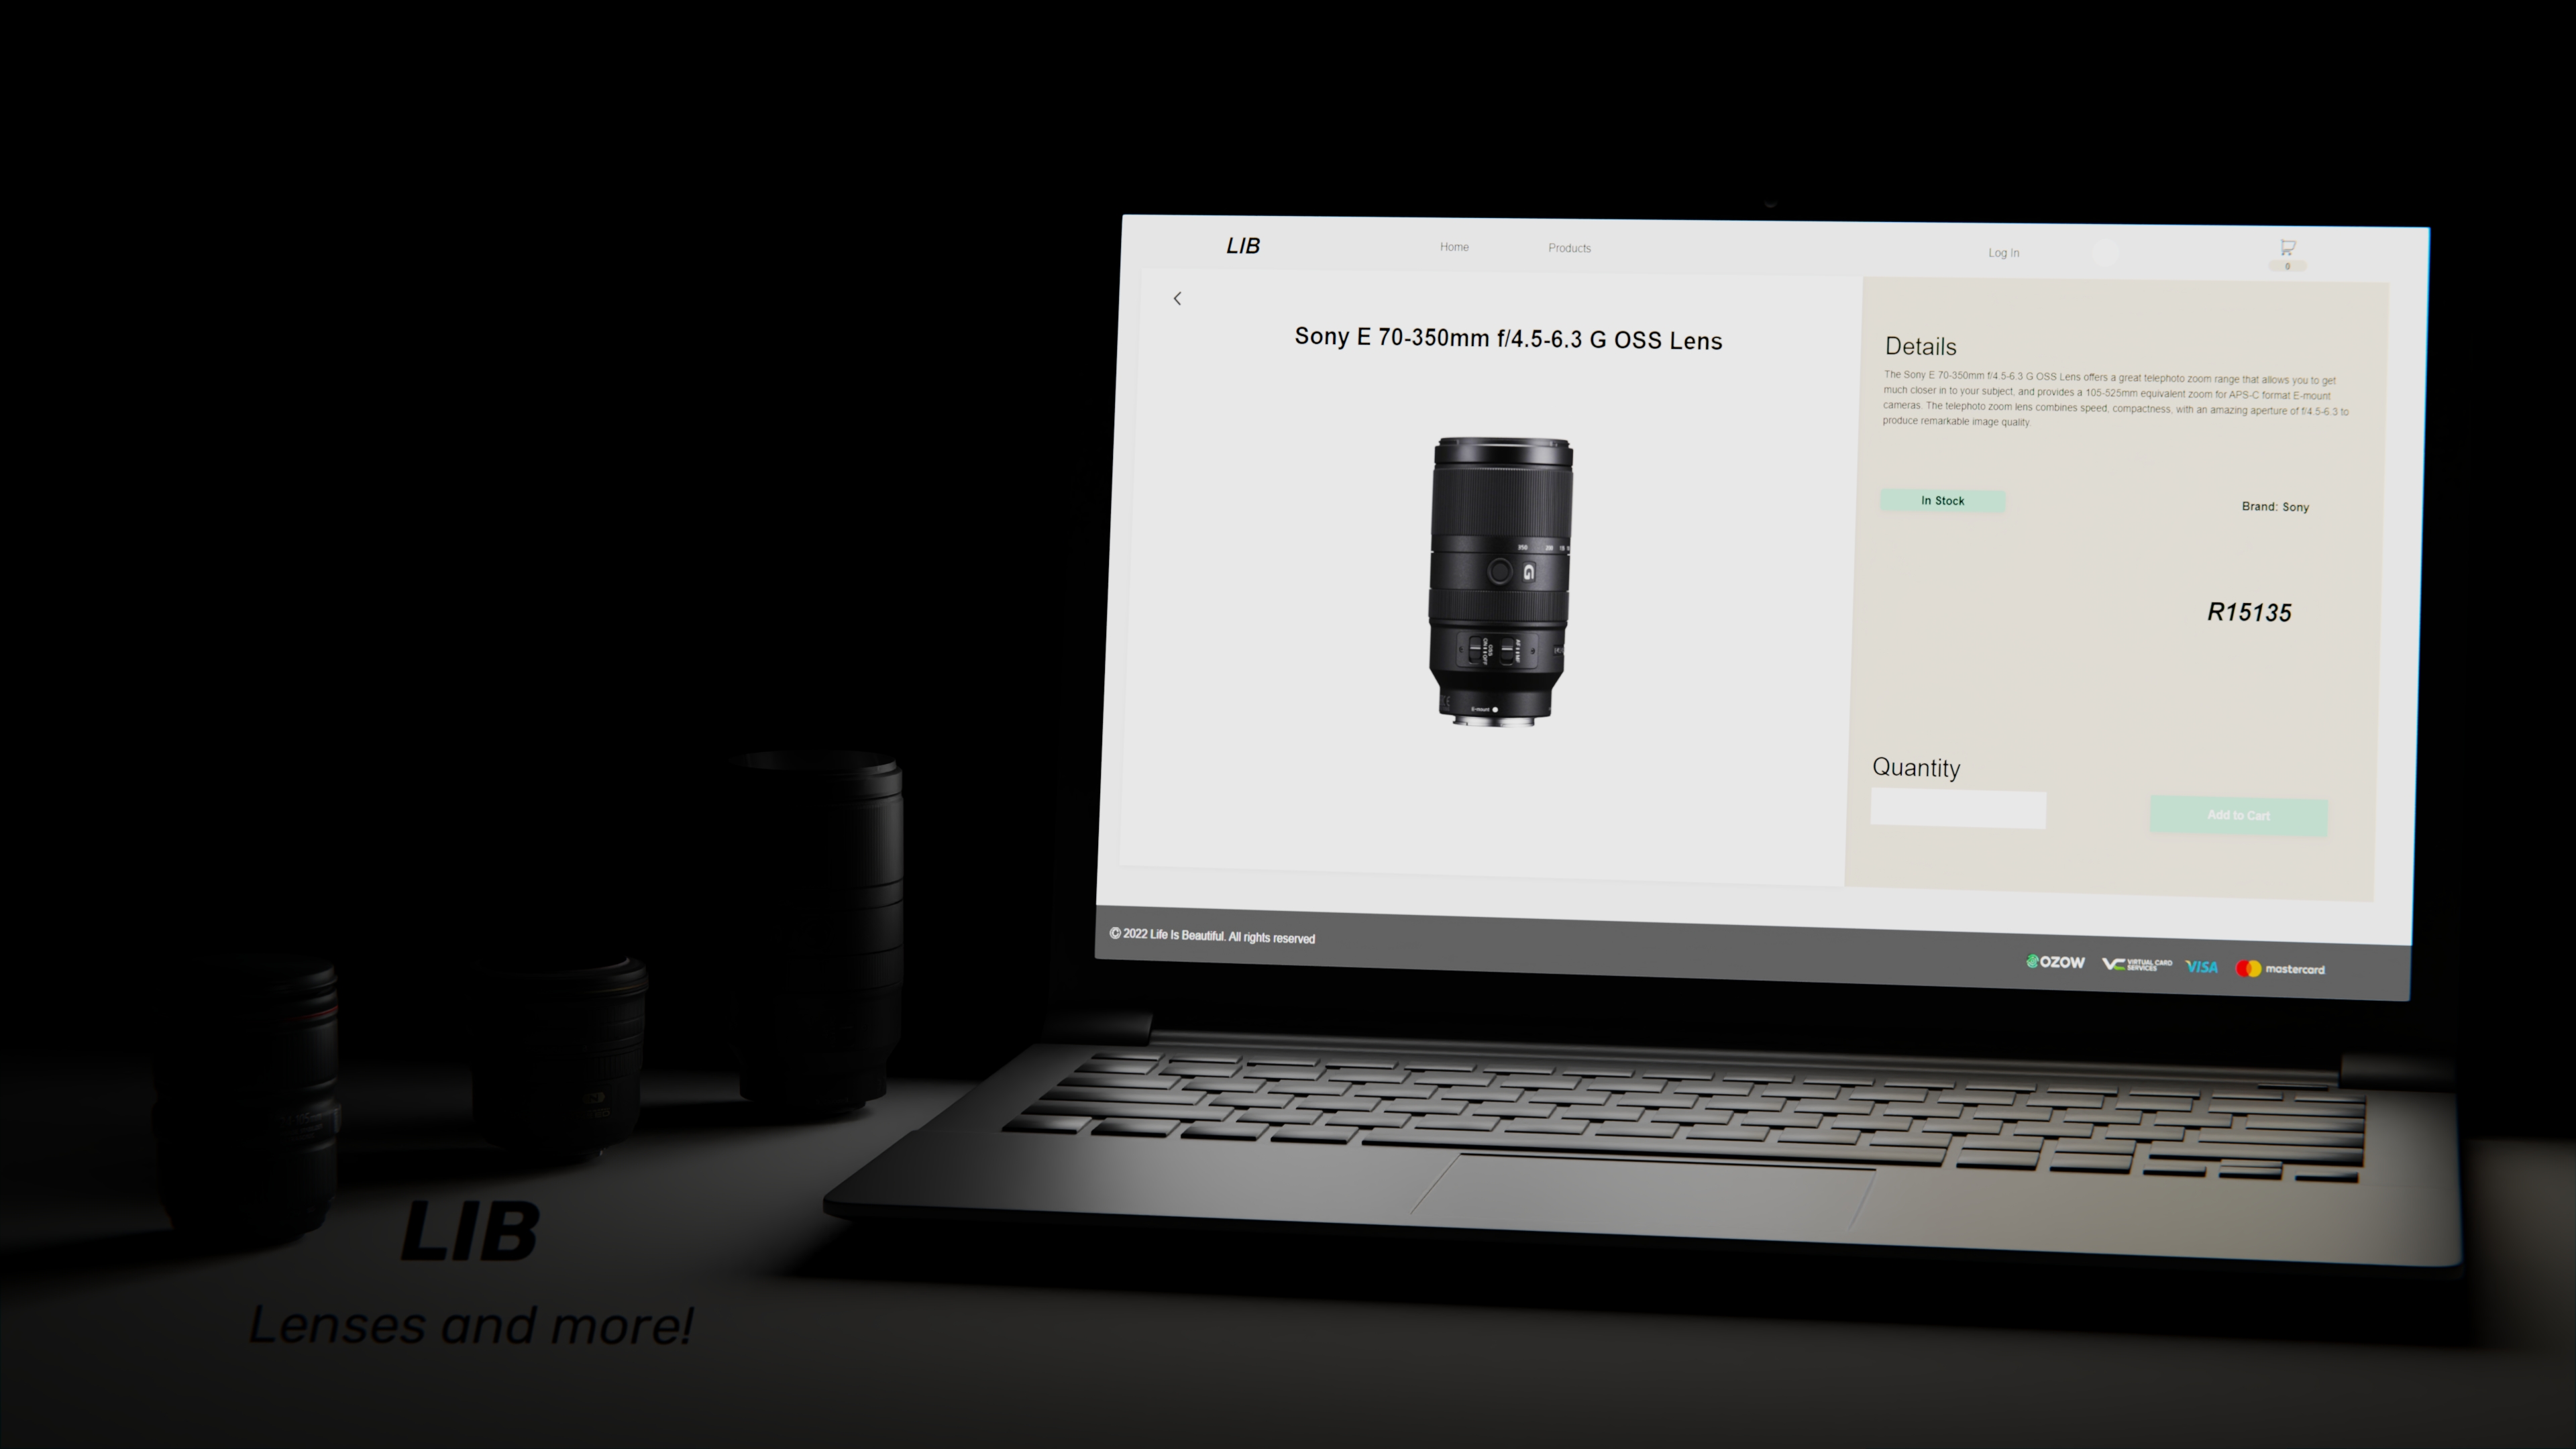 LIB
Home
Products
Log In
0
Sony E 70-350mm f/4.5-6.3 G OSS Lens
350 200
G
E-mount
Details
The Sony E 70-350mm f/4.5-6.3 G OSS Lens offers a great telephoto zoom range that allows you to get
much closer in to your subject, and provides a 105-525mm equivalent zoom for APS-C format E-mount
cameras. The telephoto zoom lens combines speed, compactness, with an amazing aperture of f/4.5-6.3 to
produce remarkable image quality.
In Stock
Brand: Sony
R15135
Quantity
Add to Cart
© 2022 Life Is Beautiful. All rights reserved
OZOW
VIRTUAL CARD
SERVICES
VISA
mastercard
LIB
Lenses and more!